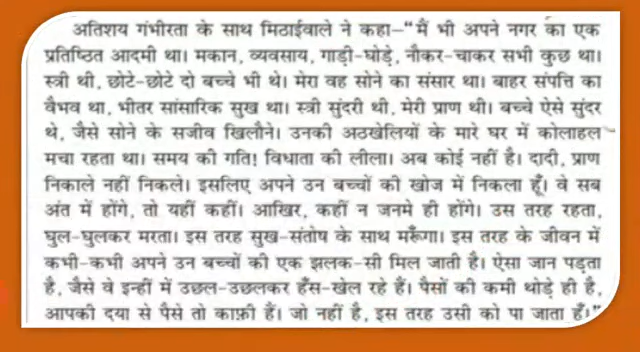 अतिशय गंभीरता के साथ मिठाईवाले ने कहा–“मैं भी अपने नगर का एक
प्रतिष्ठित आदमी था। मकान, व्यवसाय, गाड़ी-घोड़े, नौकर-चाकर सभी कुछ था।
स्त्री थी, छोटे-छोटे दो बच्चे भी थे। मेरा वह सोने का संसार था। बाहर संपत्ति का
वैभव था, भीतर सांसारिक सुख था। स्त्री सुंदरी थी, मेरी प्राण थी। बच्चे ऐसे सुंदर
थे, जैसे सोने के सजीव खिलौने। उनकी अठखेलियों के मारे घर में कोलाहल
मचा रहता था। समय की गति! विधाता की लीला। अब कोई नहीं है। दादी, प्राण
निकाले नहीं निकले। इसलिए अपने उन बच्चों की खोज में निकला हूँ। वे सब
अंत में होंगे, तो यहीं कहीं। आखिर, कहीं न जनमे ही होंगे। उस तरह रहता,
घुल-घुलकर मरता। इस तरह सुख-संतोष के साथ मरूँगा। इस तरह के जीवन में
कभी-कभी अपने उन बच्चों की एक झलक-सी मिल जाती है। ऐसा जान पड़ता
है, जैसे वे इन्हीं में उछल-उछलकर हँस-खेल रहे हैं। पैसों की कमी थोड़े ही है,
आपकी दया से पैसे तो काफ़ी हैं। जो नहीं है, इस तरह उसी को पा जाता हूँ।”